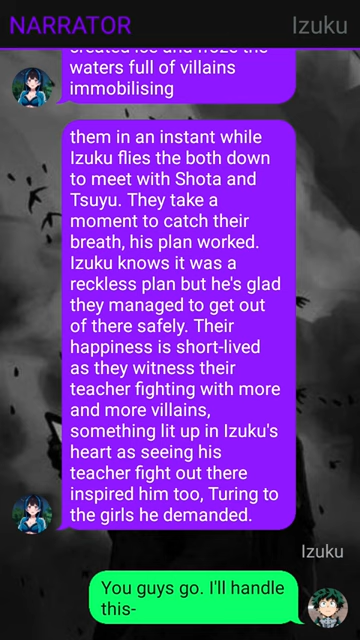 NARRATOR
Izuku
created ice and froze the
waters full of villains
immobilising
them in an instant while
Izuku flies the both down
to meet with Shota and
Tsuyu. They take a
moment to catch their
breath, his plan worked.
Izuku knows it was a
reckless plan but he's glad
they managed to get out
of there safely. Their
happiness is short-lived
as they witness their
teacher fighting with more
and more villains,
something lit up in Izuku's
heart as seeing his
teacher fight out there
inspired him too, Turing to
the girls he demanded.
Izuku
You guys go. I'll handle
this-